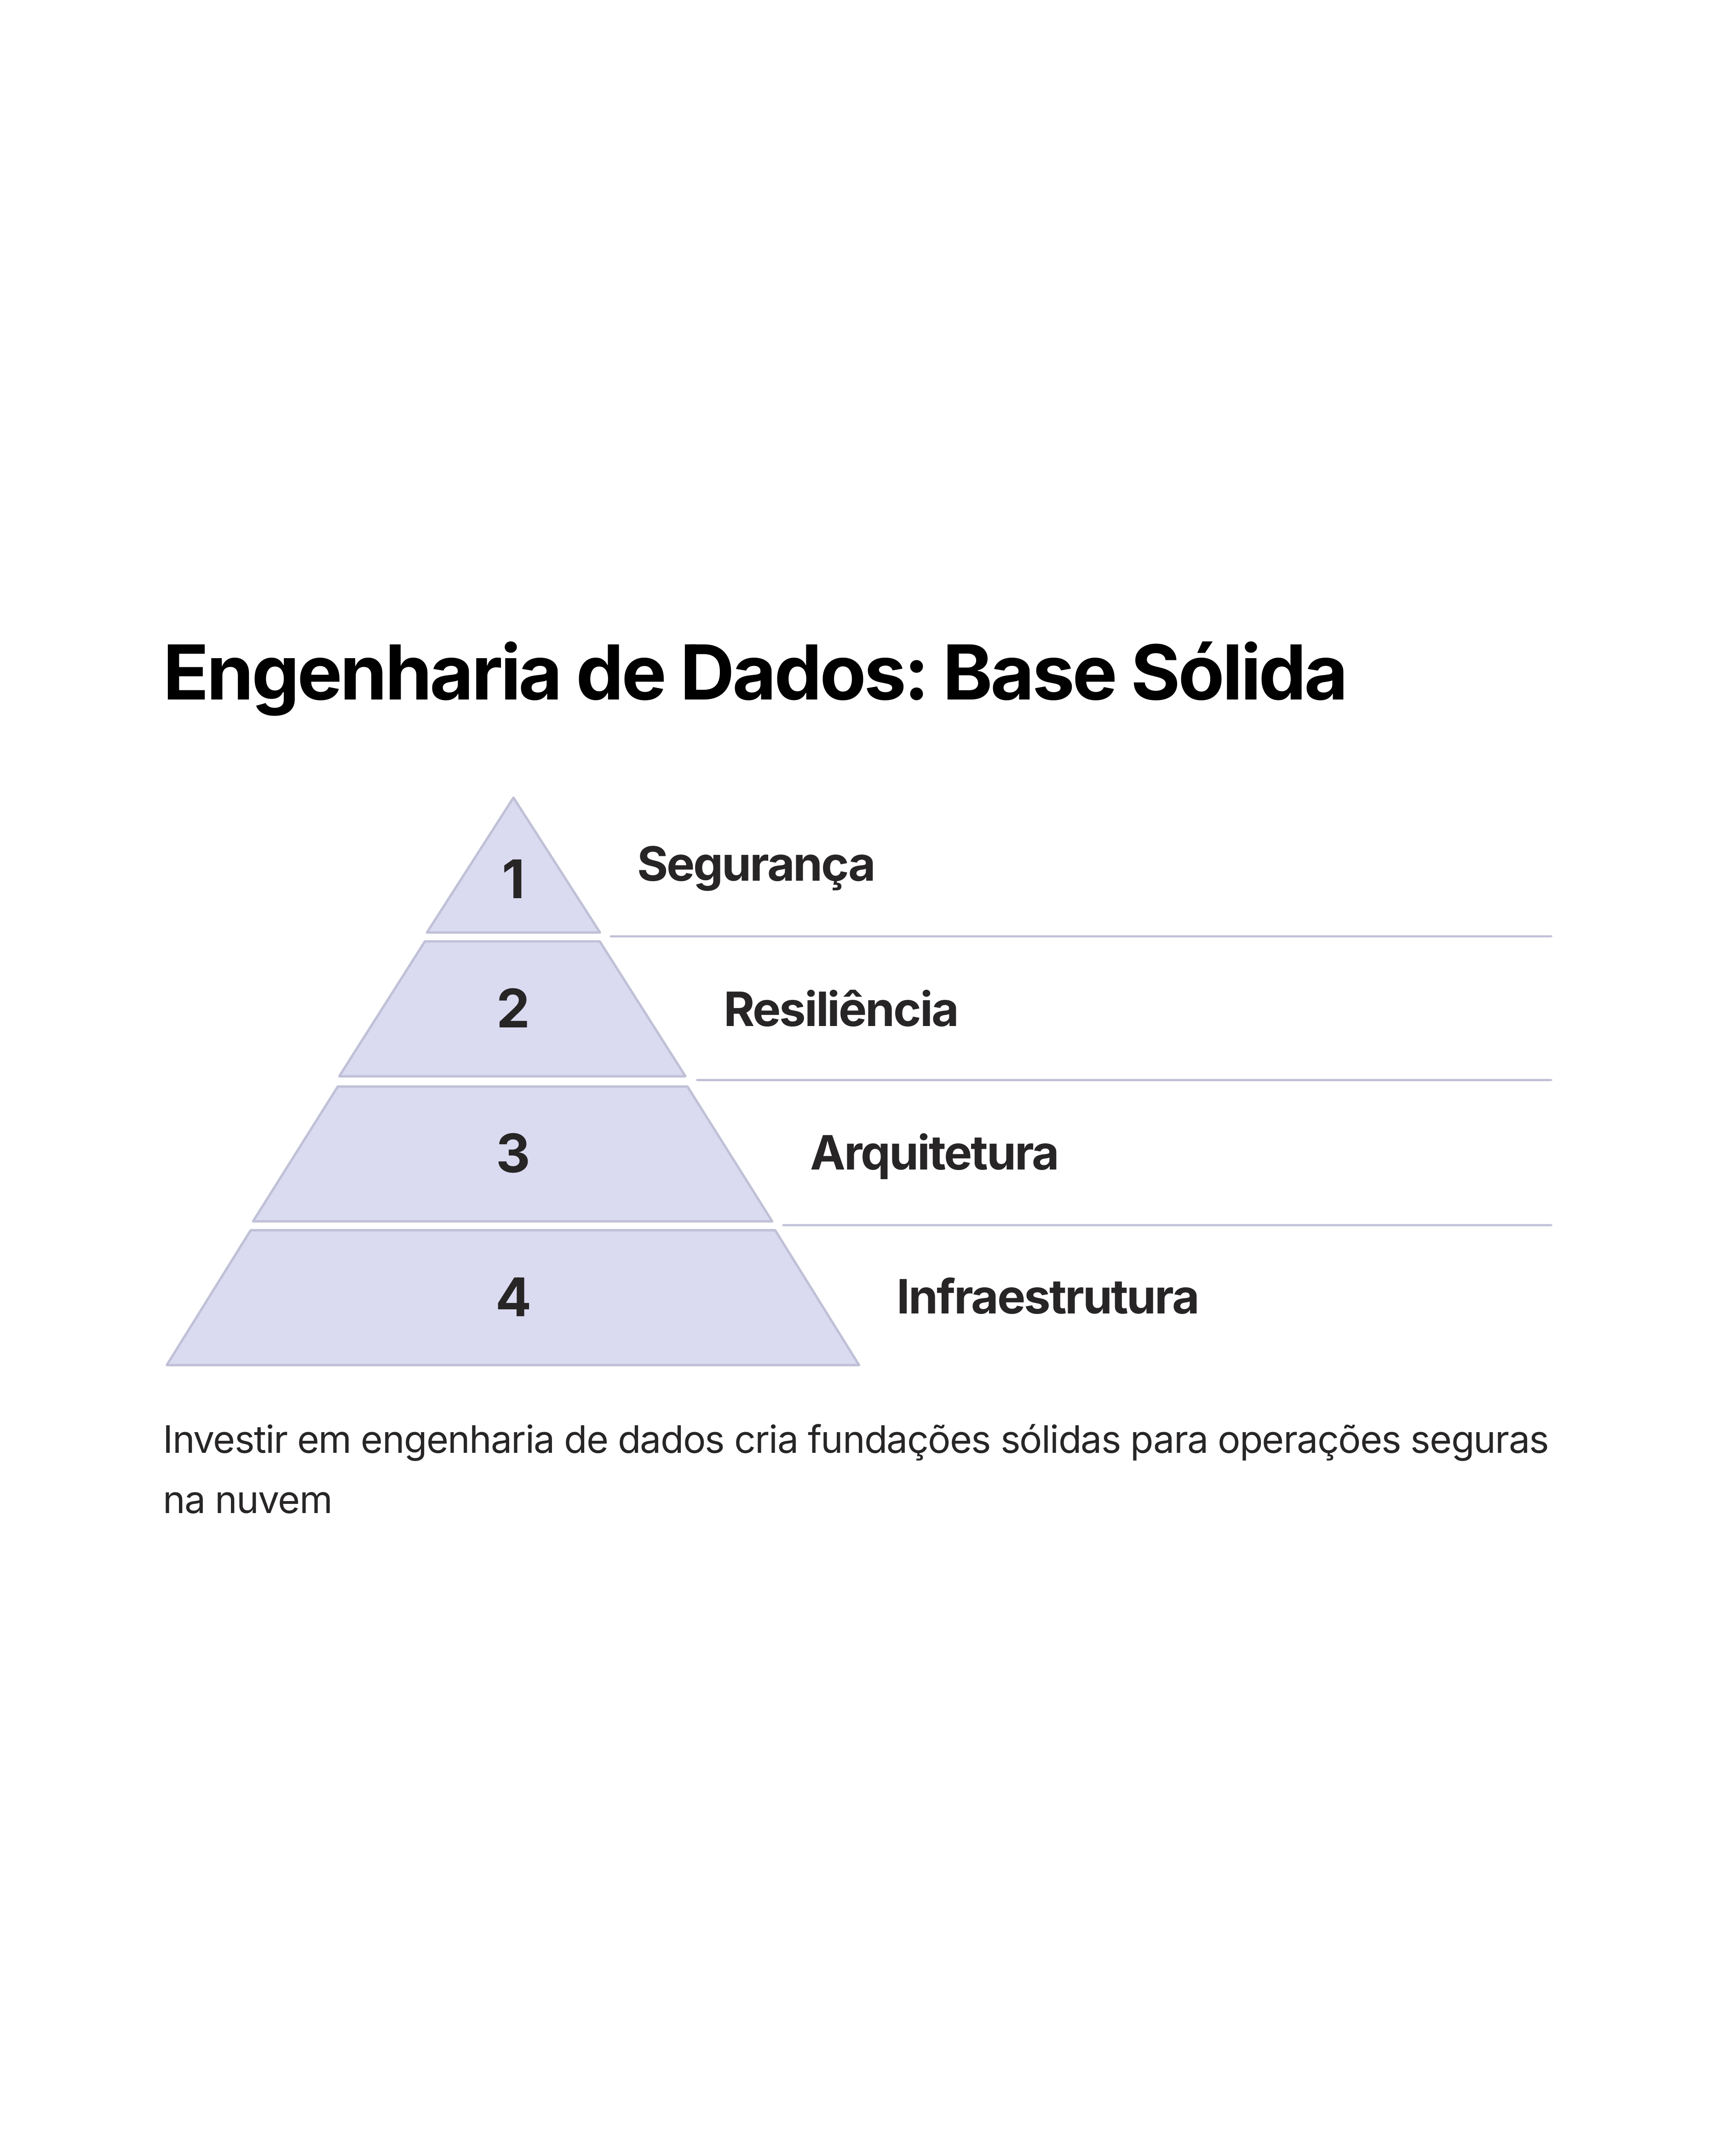 Engenharia de Dados: Base Sólida
1
Segurança
2
Resiliência
3
Arquitetura
4
Infraestrutura
Investir em engenharia de dados cria fundações sólidas para operações seguras
na nuvem